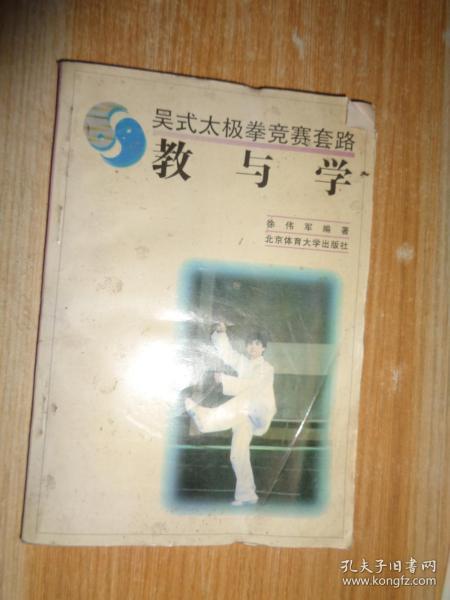 吴式太极拳竞赛套路
教与学
徐伟军编著
北京体育大学出版社
孔夫子旧书网
www.kongfz.com